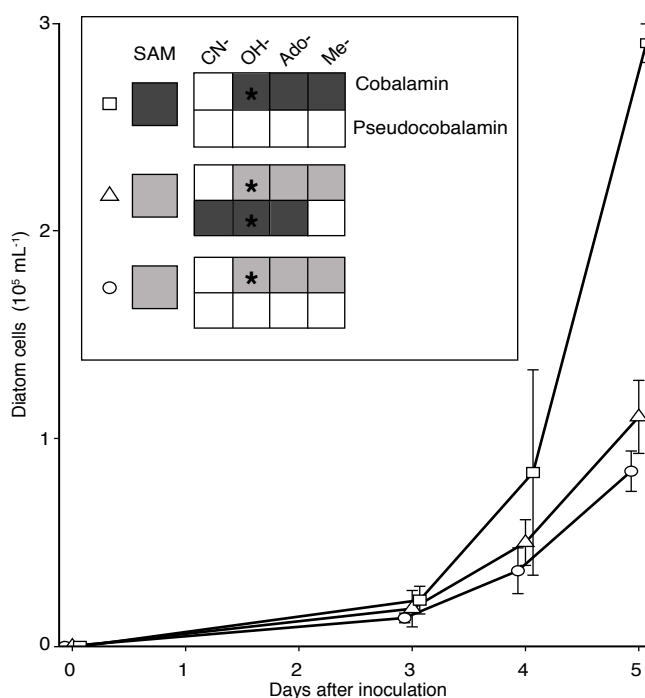 3
SAM CN- OH- Ado- Me-
* Cobalamin
Pseudocobalamin
*
*
*
2
1
0
Diatom cells (10⁵ mL⁻¹)
0 1 2 3 4 5
Days after inoculation